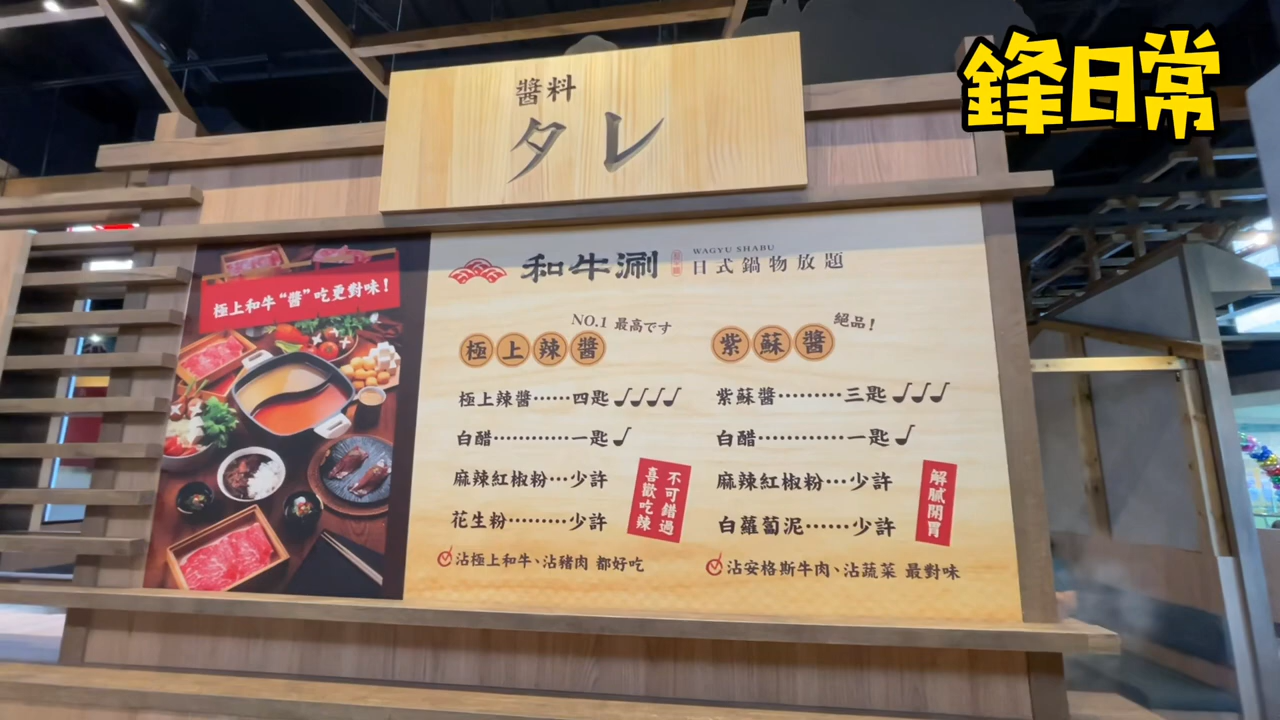 鋒日常
醬料
タレ
極上和牛“醬”吃更對味！
和牛涮
WAGYU SHABU
日式鍋物放題
NO.1 最高です
極上辣醬
極上辣醬……四匙
白醋…………一匙
麻辣紅椒粉…少許
花生粉………少許
不可錯過
喜歡吃辣
沾極上和牛、沾豬肉 都好吃
絕品！
紫蘇醬
紫蘇醬………三匙
白醋…………一匙
麻辣紅椒粉…少許
白蘿蔔泥……少許
解膩開胃
沾安格斯牛肉、沾蔬菜 最對味